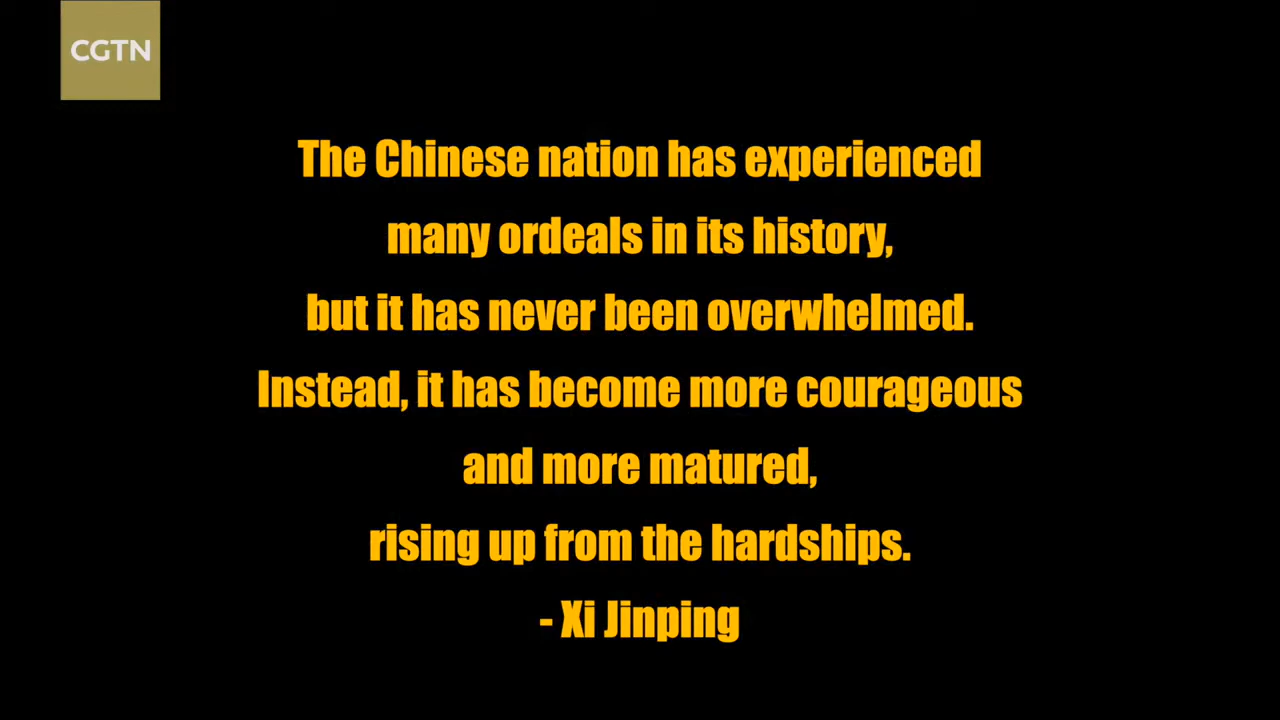 CGTN
The Chinese nation has experienced
many ordeals in its history,
but it has never been overwhelmed.
Instead, it has become more courageous
and more matured,
rising up from the hardships.
- Xi Jinping